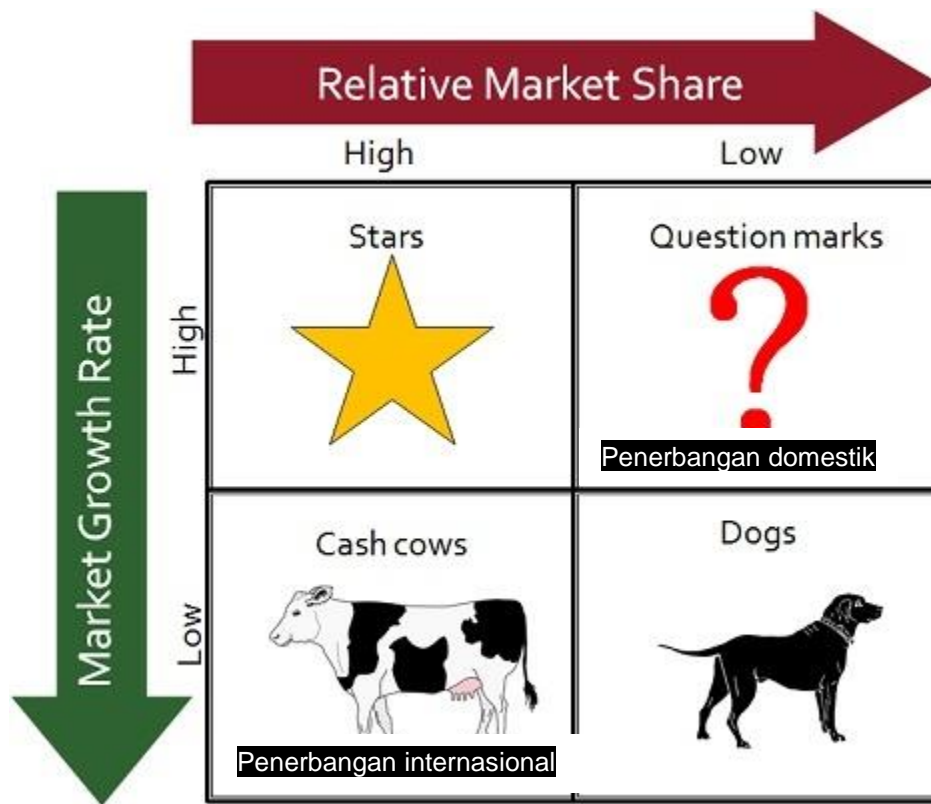 Relative Market Share
High
Low
Market Growth Rate
High
Stars
Question marks
?
Penerbangan domestik
Low
Cash cows
Dogs
Penerbangan internasional